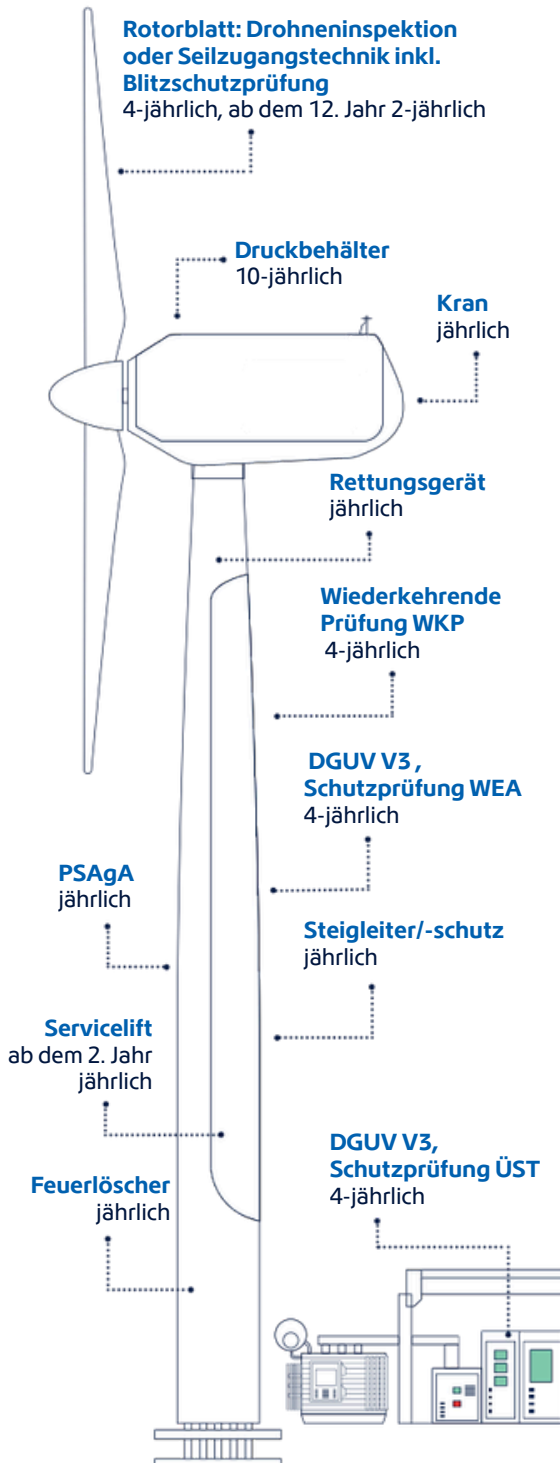 Rotorblatt: Drohneninspektion
oder Seilzugangstechnik inkl.
Blitzschutzprüfung
4-jährlich, ab dem 12. Jahr 2-jährlich
Druckbehälter
10-jährlich
Kran
jährlich
Rettungsgerät
jährlich
Wiederkehrende
Prüfung WKP
4-jährlich
DGUV V3 ,
Schutzprüfung WEA
4-jährlich
PSAgA
jährlich
Steigleiter/-schutz
jährlich
Servicelift
ab dem 2. Jahr
jährlich
DGUV V3,
Schutzprüfung ÜST
4-jährlich
Feuerlöscher
jährlich